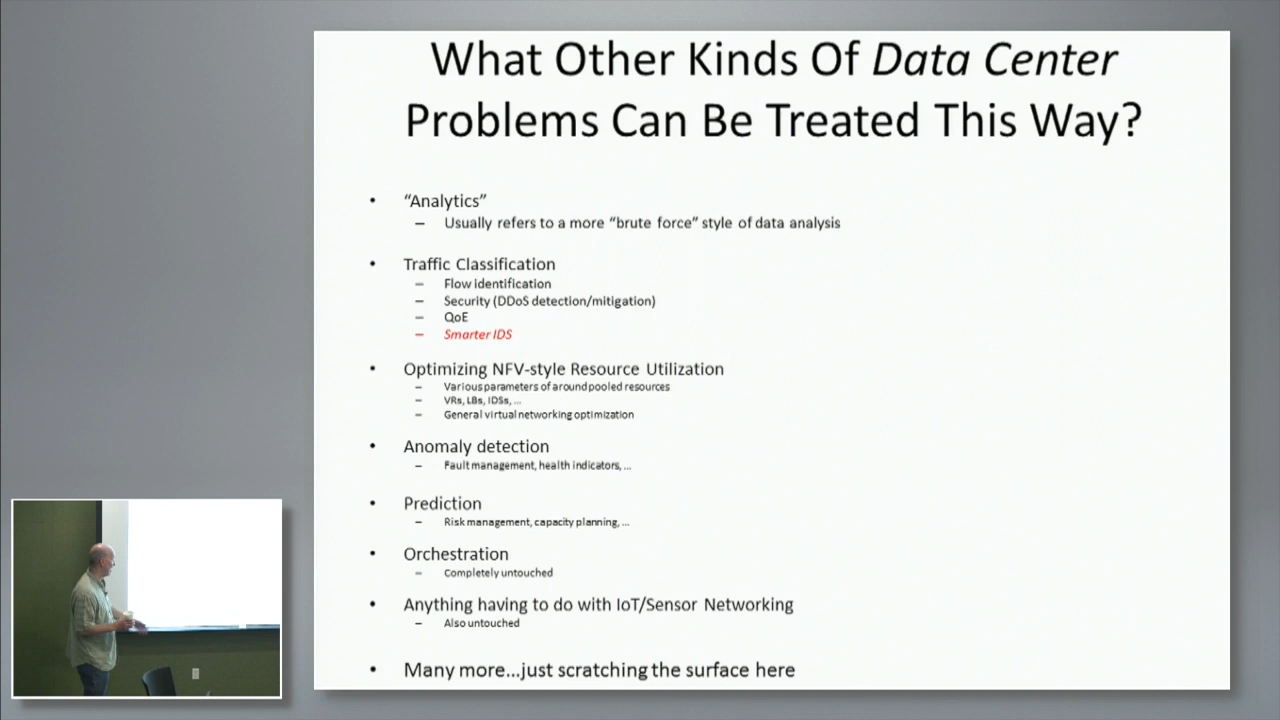 What Other Kinds Of Data Center
Problems Can Be Treated This Way?
• “Analytics”
– Usually refers to a more “brute force” style of data analysis
• Traffic Classification
– Flow identification
– Security (DDoS detection/mitigation)
– QoE
– Smarter IDS
• Optimizing NFV-style Resource Utilization
– Various parameters of around pooled resources
– VRs, LBs, IDSs, …
– General virtual networking optimization
• Anomaly detection
– Fault management, health indicators, …
• Prediction
– Risk management, capacity planning, …
• Orchestration
– Completely untouched
• Anything having to do with IoT/Sensor Networking
– Also untouched
• Many more…just scratching the surface here